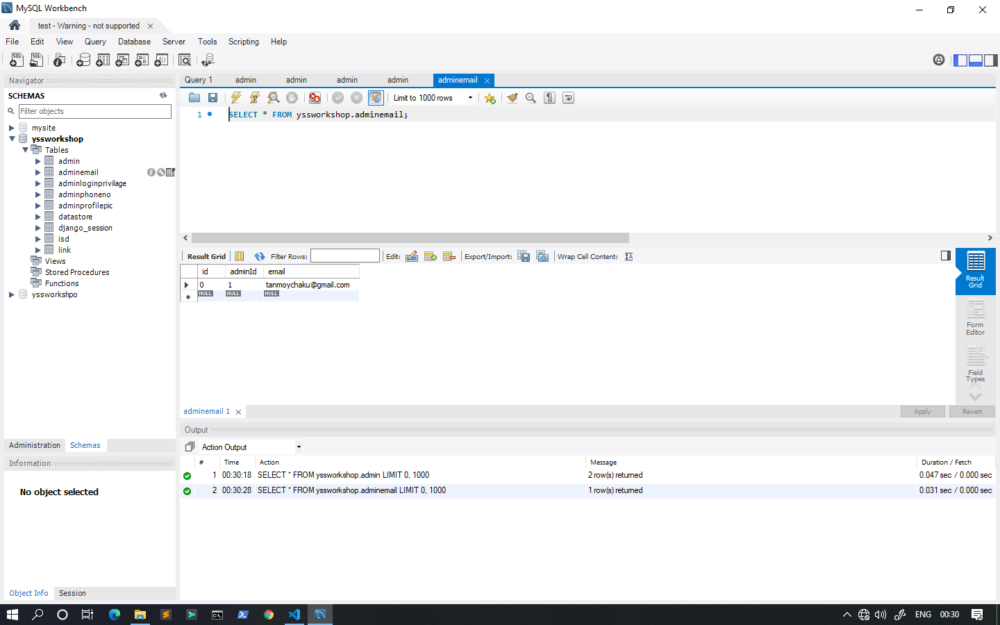 MySQL Workbench
test - Warning - not supported
File Edit View Query Database Server Tools Scripting Help
Navigator
SCHEMAS
Filter objects
mysite
yssworkshop
Tables
admin
adminemail
adminloginprivilage
adminphoneno
adminprofilepic
datastore
django_session
isd
link
Views
Stored Procedures
Functions
yssworkshpo
Administration Schemas
Information
No object selected
Object Info Session
Query 1 admin admin admin admin adminemail
Limit to 1000 rows
1 SELECT * FROM yssworkshop.adminemail;
Result Grid Filter Rows: Edit: Export/Import: Wrap Cell Content:
id adminId email
0 1 tanmoychaku@gmail.com
NULL NULL NULL
Result
Grid
Form
Editor
Field
Types
adminemail 1
Apply Revert
Output
Action Output
# Time Action Message Duration / Fetch
1 00:30:18 SELECT * FROM yssworkshop.admin LIMIT 0, 1000 2 row(s) returned 0.047 sec / 0.000 sec
2 00:30:28 SELECT * FROM yssworkshop.adminemail LIMIT 0, 1000 1 row(s) returned 0.031 sec / 0.000 sec
ENG 00:30